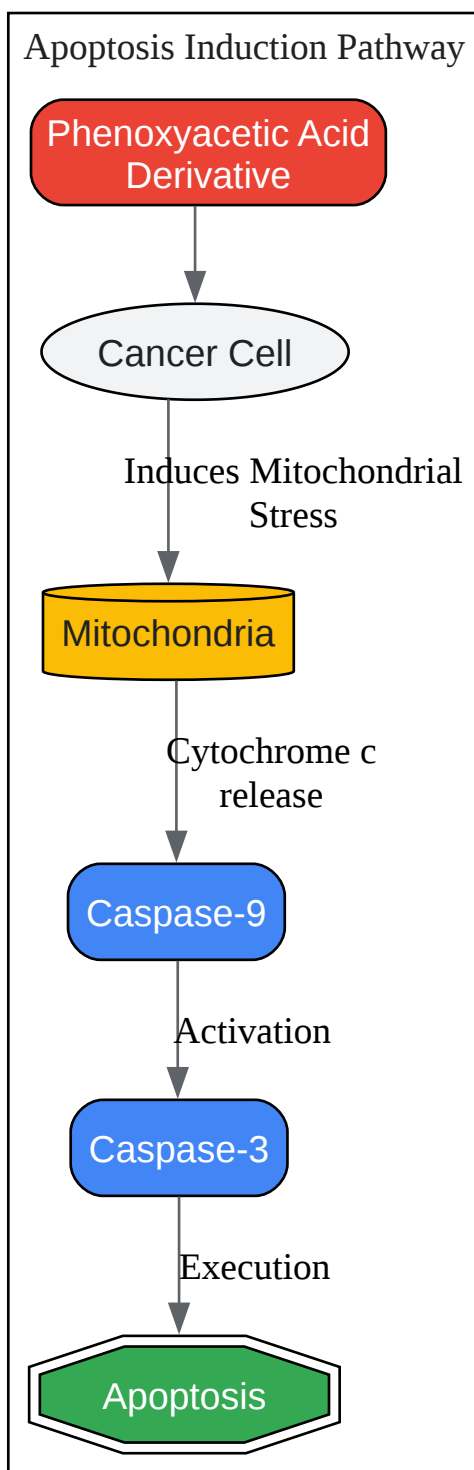 Apoptosis Induction Pathway
Phenoxyacetic Acid
Derivative
Cancer Cell
Induces Mitochondrial
Stress
Mitochondria
Cytochrome c
release
Caspase-9
Activation
Caspase-3
Execution
Apoptosis